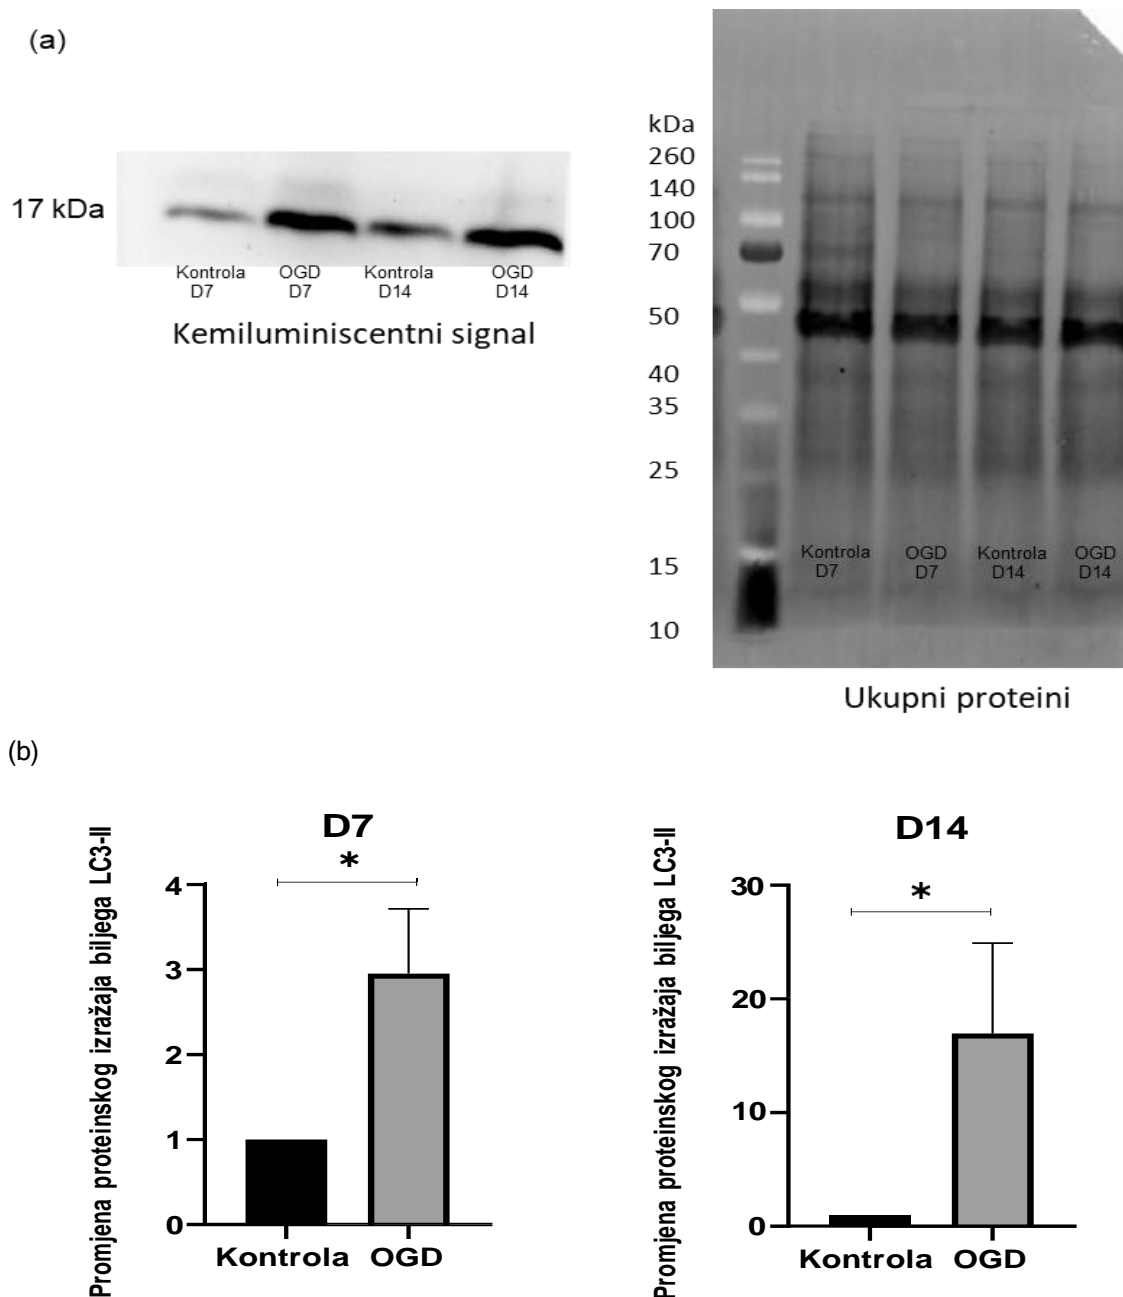 (a)
17 kDa
Kontrola
D7
OGD
D7
Kontrola
D14
OGD
D14
Kemiluminiscentni signal
kDa
260
140
100
70
50
40
35
25
15
10
Kontrola
D7
OGD
D7
Kontrola
D14
OGD
D14
Ukupni proteini
(b)
D7
*
Promjena proteinskog izražaja biljega LC3-II
4
3
2
1
0
Kontrola
OGD
D14
*
Promjena proteinskog izražaja biljega LC3-II
30
20
10
0
Kontrola
OGD